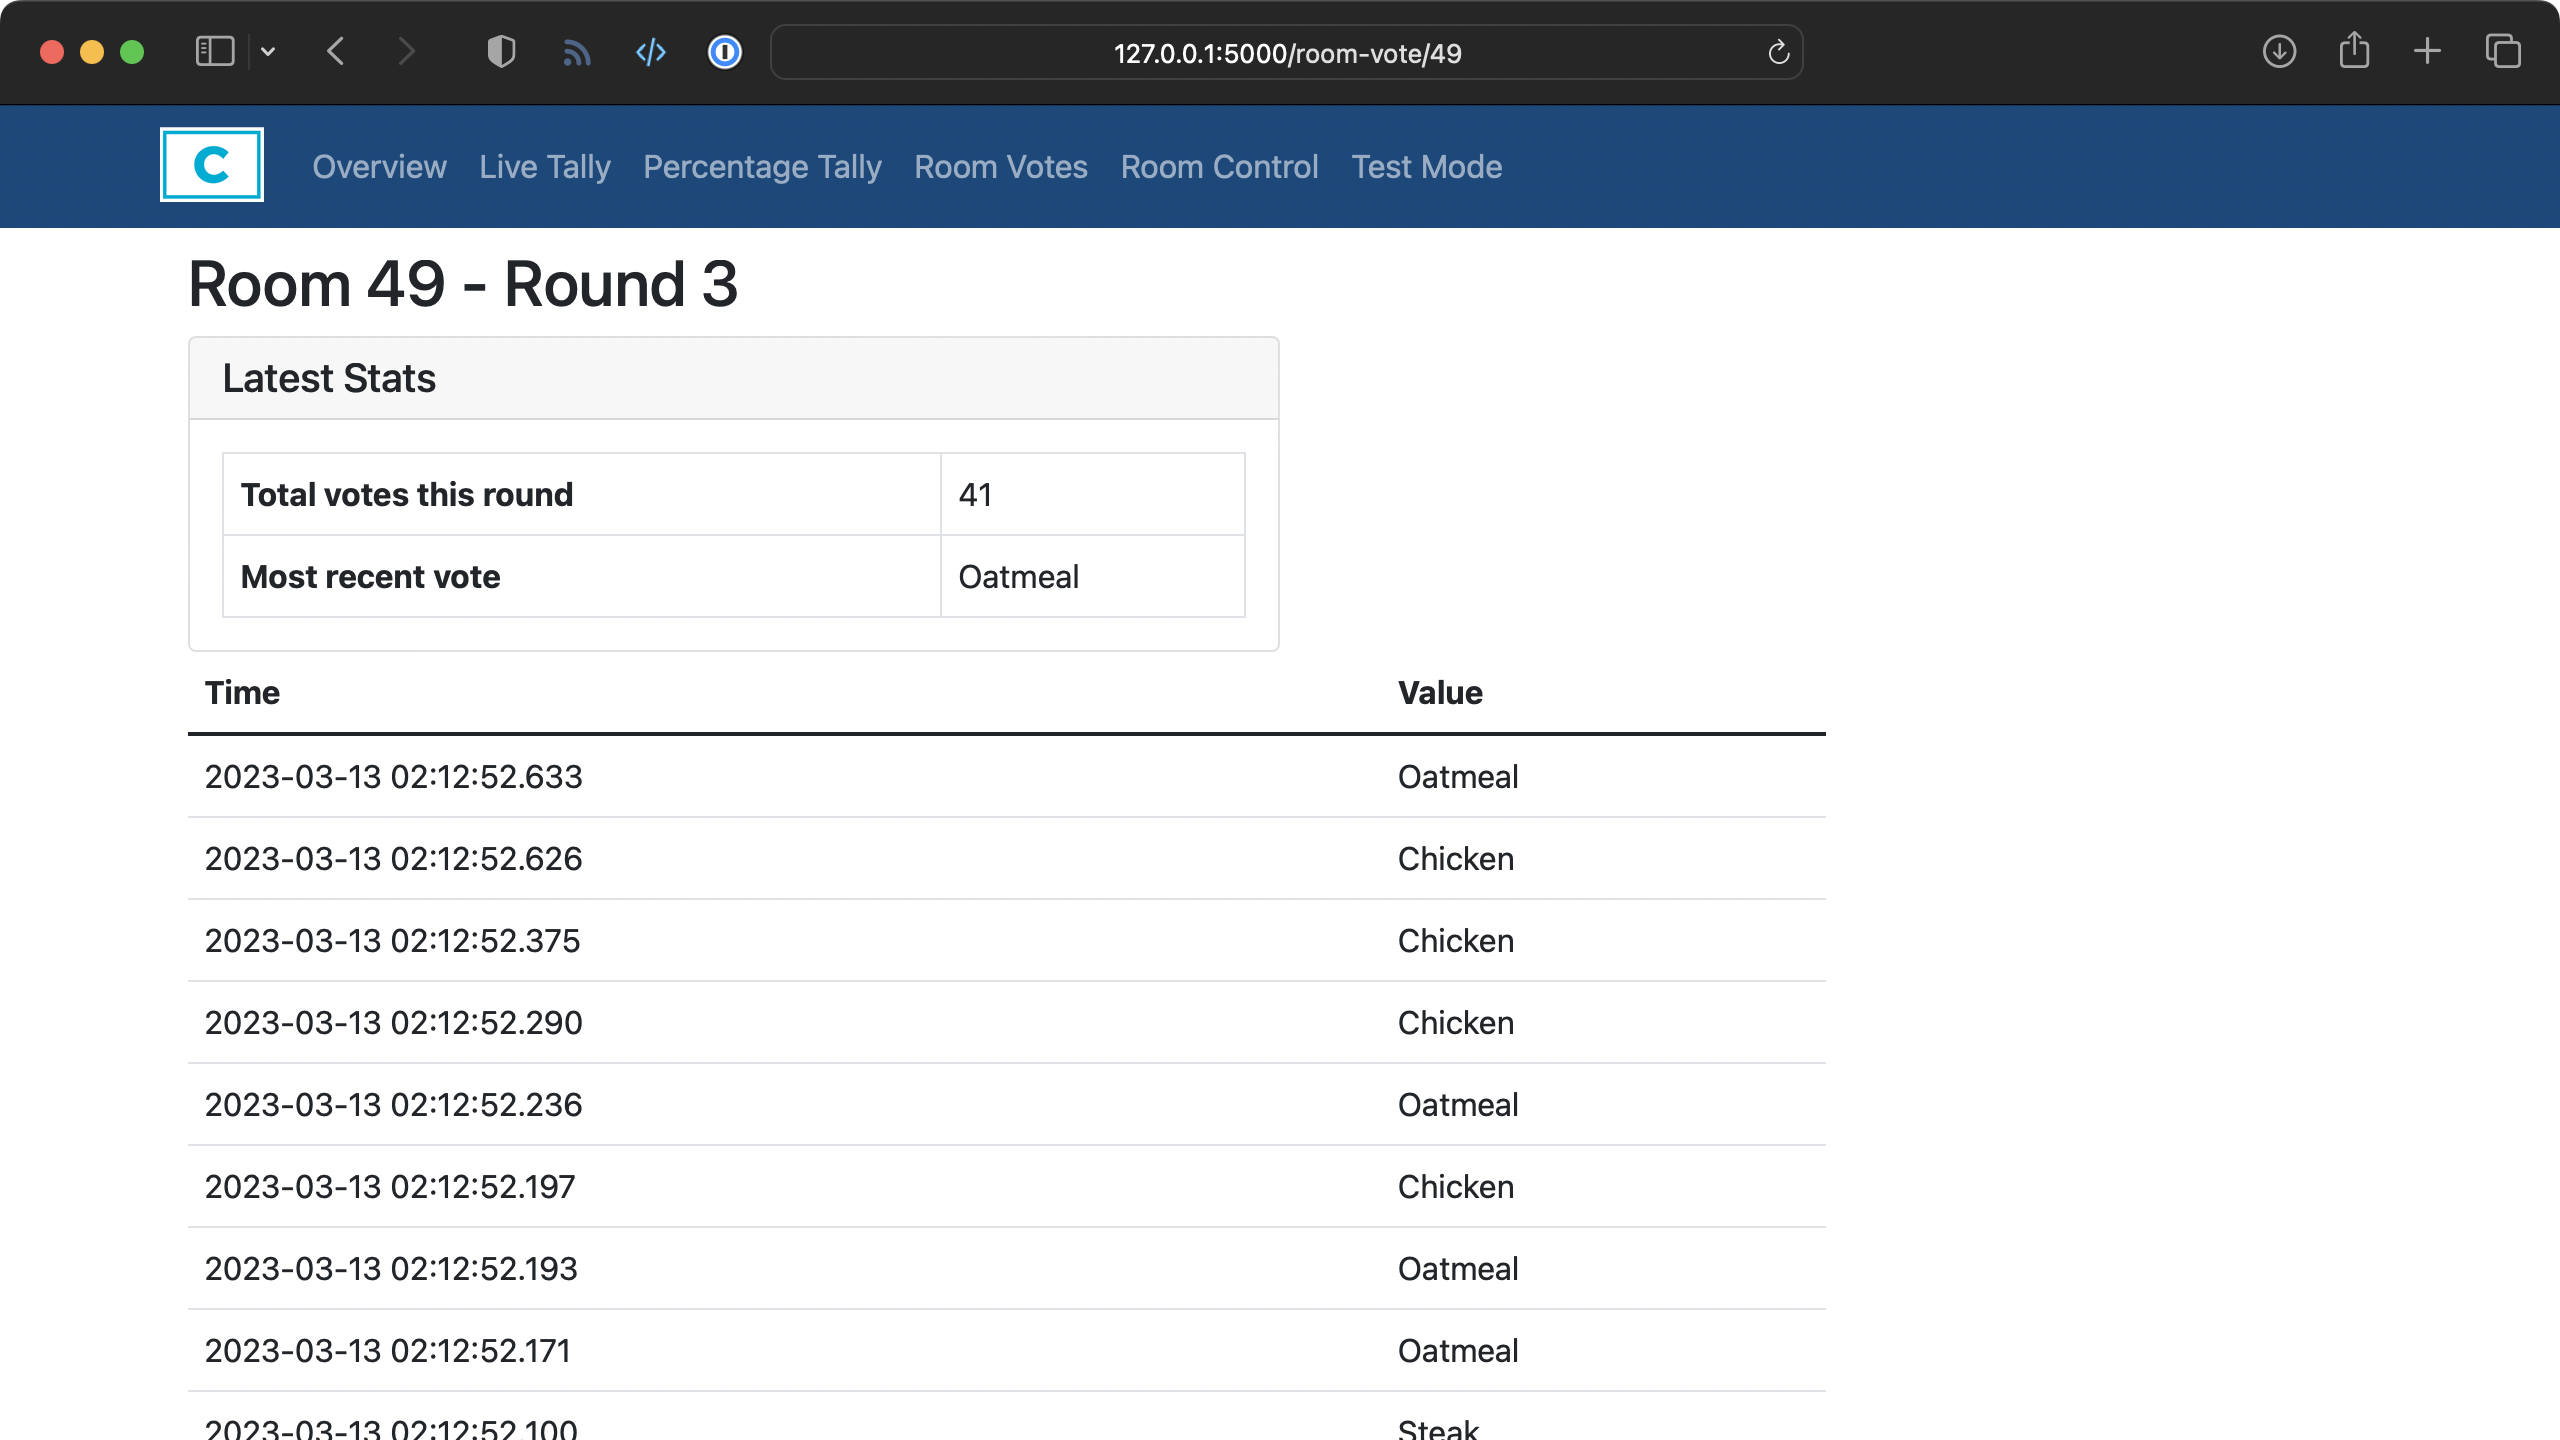 127.0.0.1:5000/room-vote/49
C Overview Live Tally Percentage Tally Room Votes Room Control Test Mode
Room 49 - Round 3
Latest Stats
Total votes this round 41
Most recent vote Oatmeal
Time Value
2023-03-13 02:12:52.633 Oatmeal
2023-03-13 02:12:52.626 Chicken
2023-03-13 02:12:52.375 Chicken
2023-03-13 02:12:52.290 Chicken
2023-03-13 02:12:52.236 Oatmeal
2023-03-13 02:12:52.197 Chicken
2023-03-13 02:12:52.193 Oatmeal
2023-03-13 02:12:52.171 Oatmeal
2023-03-13 02:12:52.100 Steak